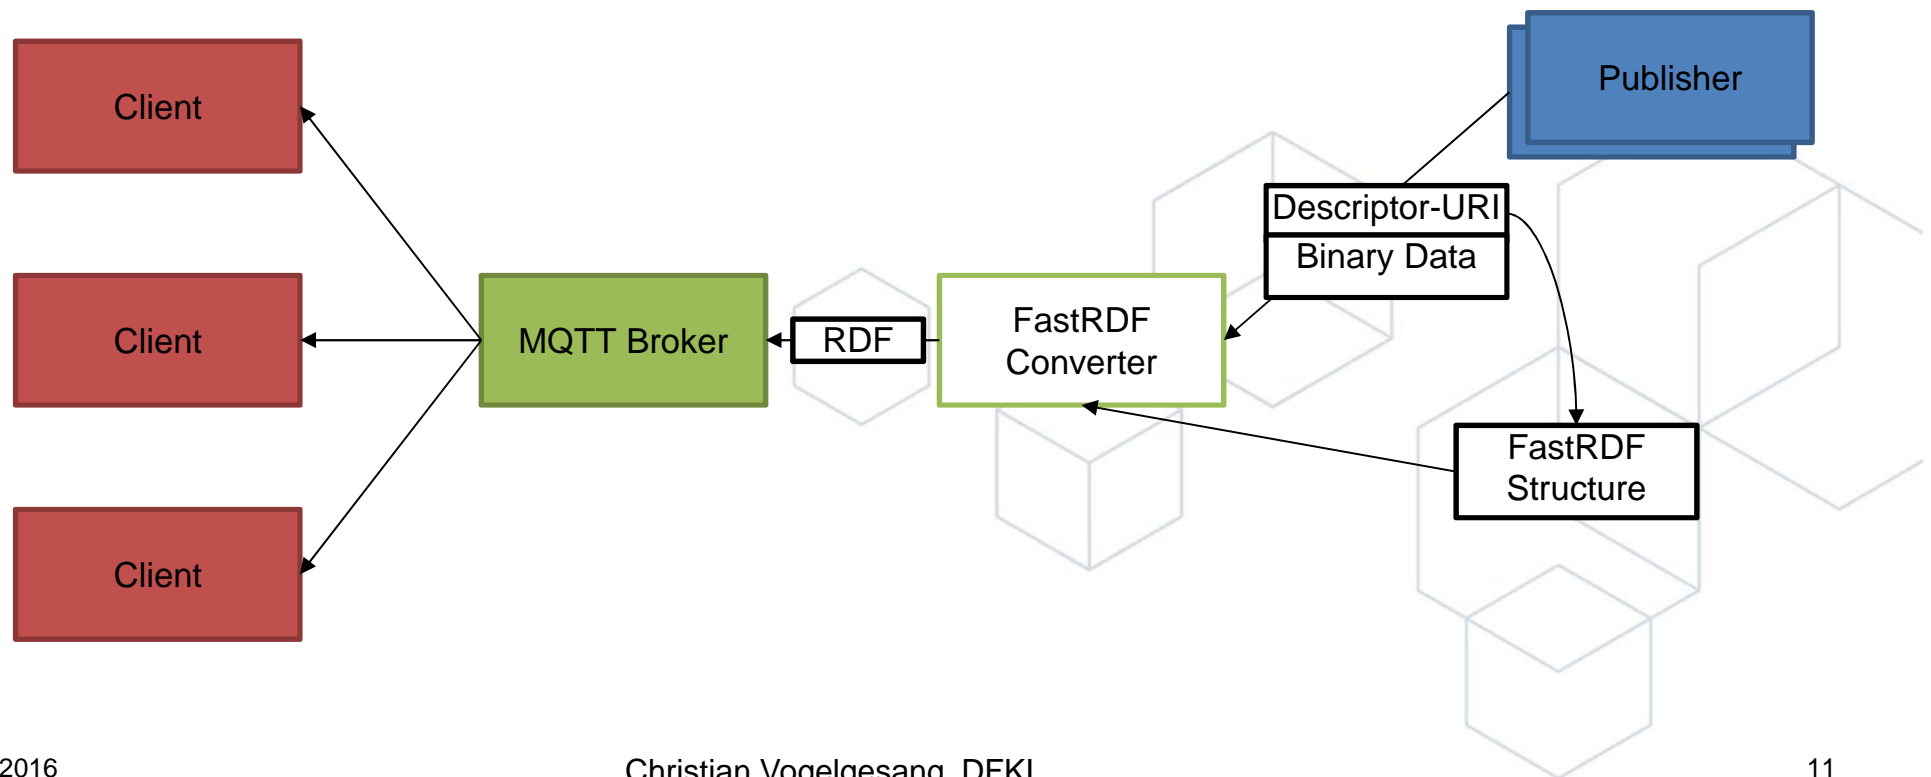 Client
Publisher
Descriptor-URI
Binary Data
Client
MQTT Broker
RDF
FastRDF
Converter
FastRDF
Structure
Client
2016
Christian Vogelgesang, DFKI
11